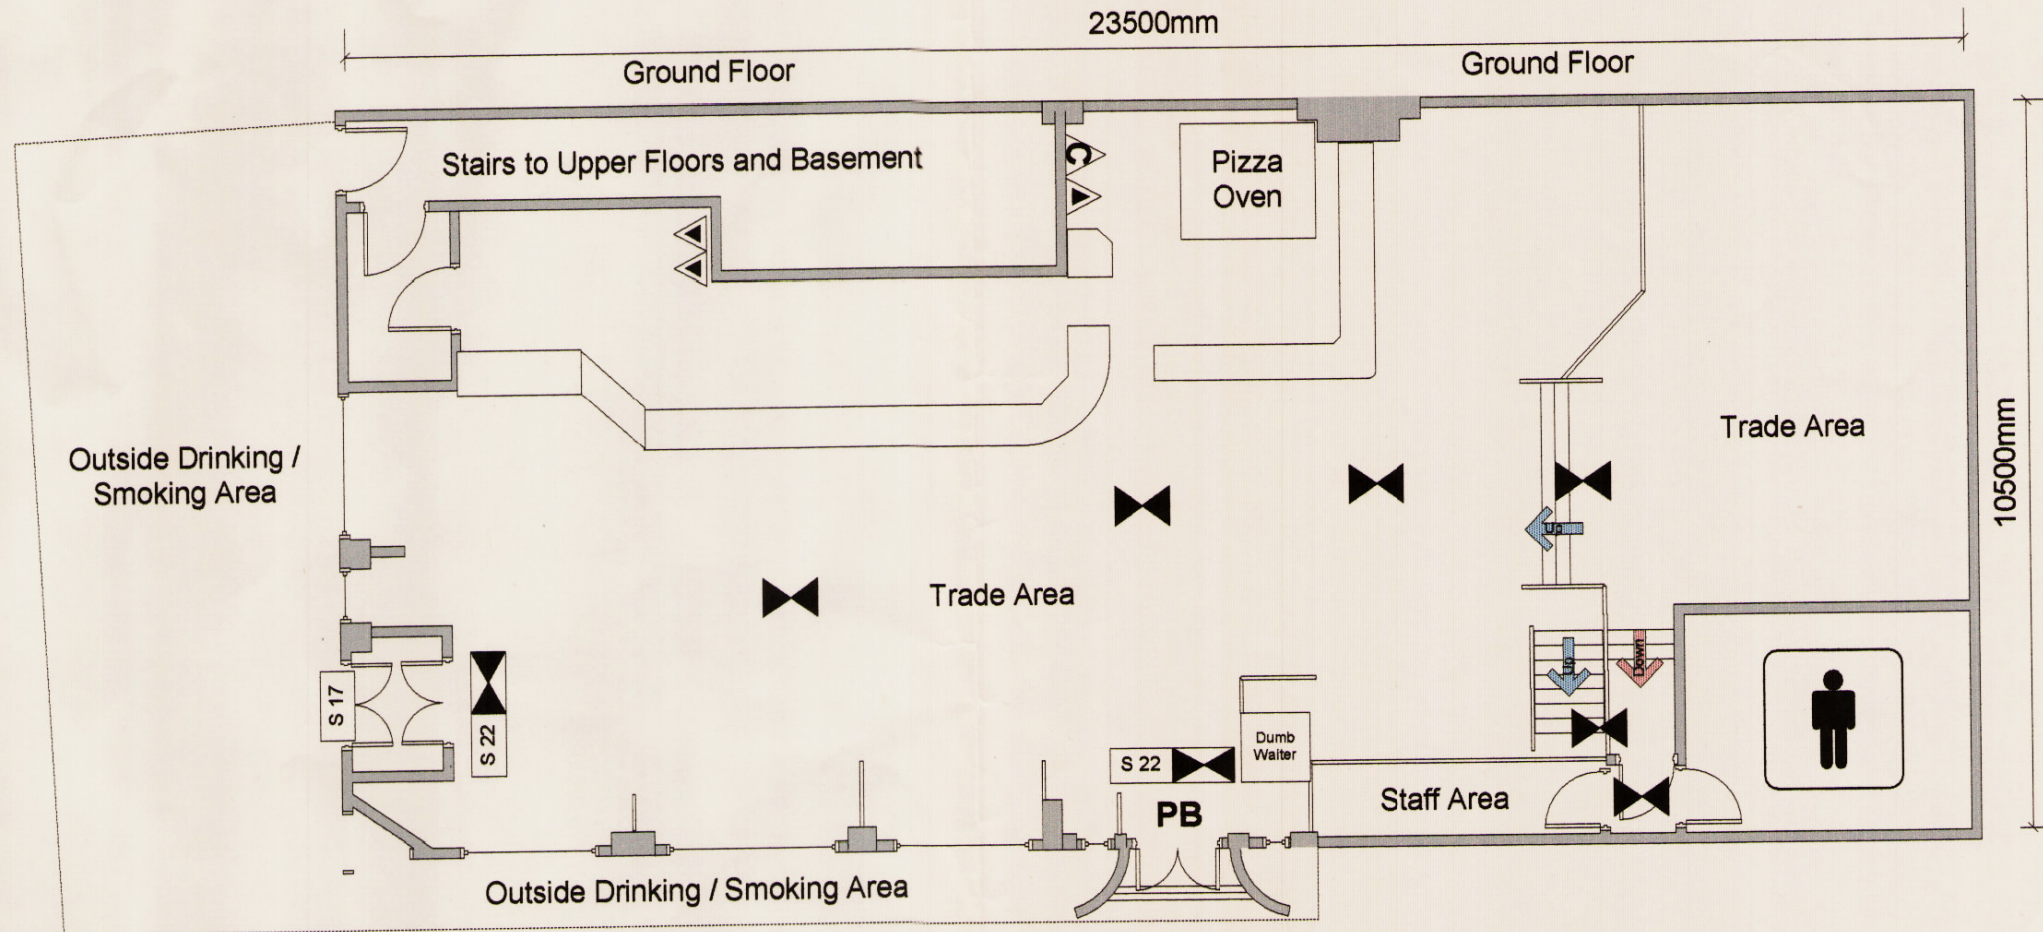 23500mm
Ground Floor
Ground Floor
Stairs to Upper Floors and Basement
C
Pizza
Oven
Outside Drinking /
Smoking Area
Trade Area
10500mm
Up
Trade Area
Up
Down
S 17
S 22
S 22
Dumb
Waiter
PB
Staff Area
Outside Drinking / Smoking Area